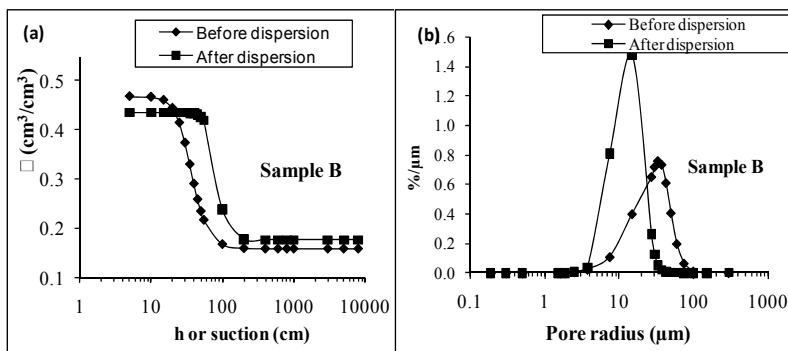 (a)
Before dispersion
After dispersion
□ (cm³/cm³)
0.5
0.4
0.3
0.2
0.1
Sample B
1
10
100
1000
10000
h or suction (cm)
(b)
Before dispersion
After dispersion
%/µm
1.6
1.4
1.2
1.0
0.8
0.6
0.4
0.2
0.0
Sample B
0.1
1
10
100
1000
Pore radius (µm)